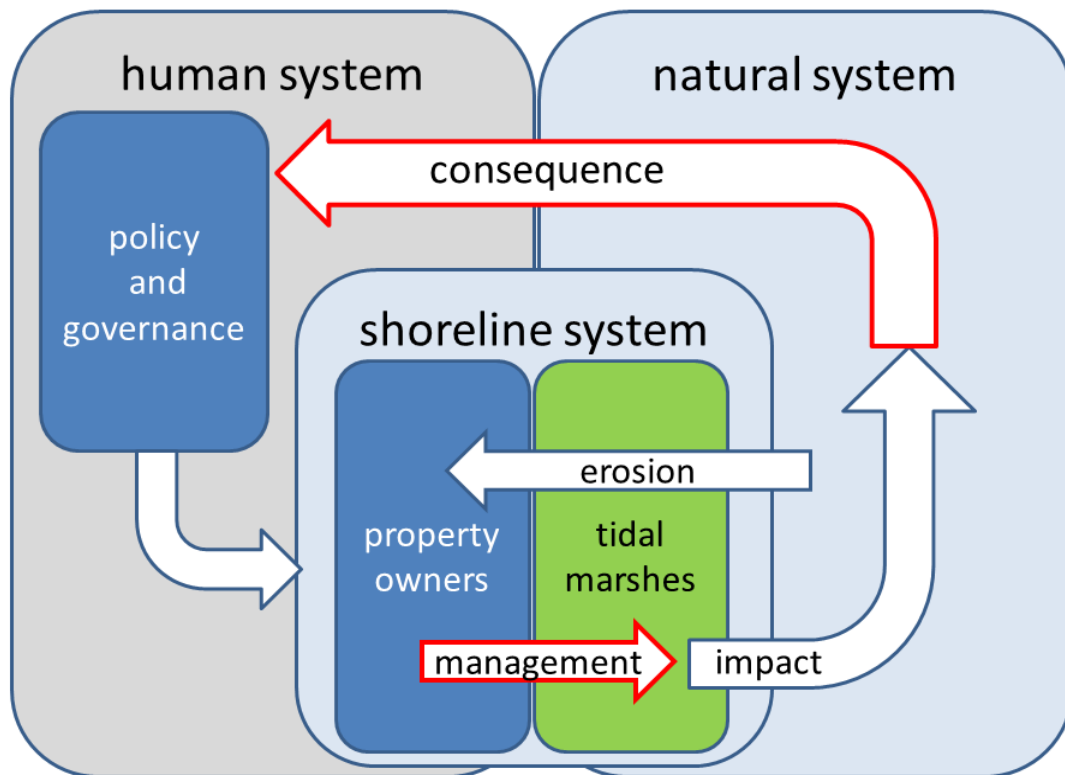 human system
natural system
consequence
policy
and
governance
shoreline system
erosion
property
owners
tidal
marshes
management
impact